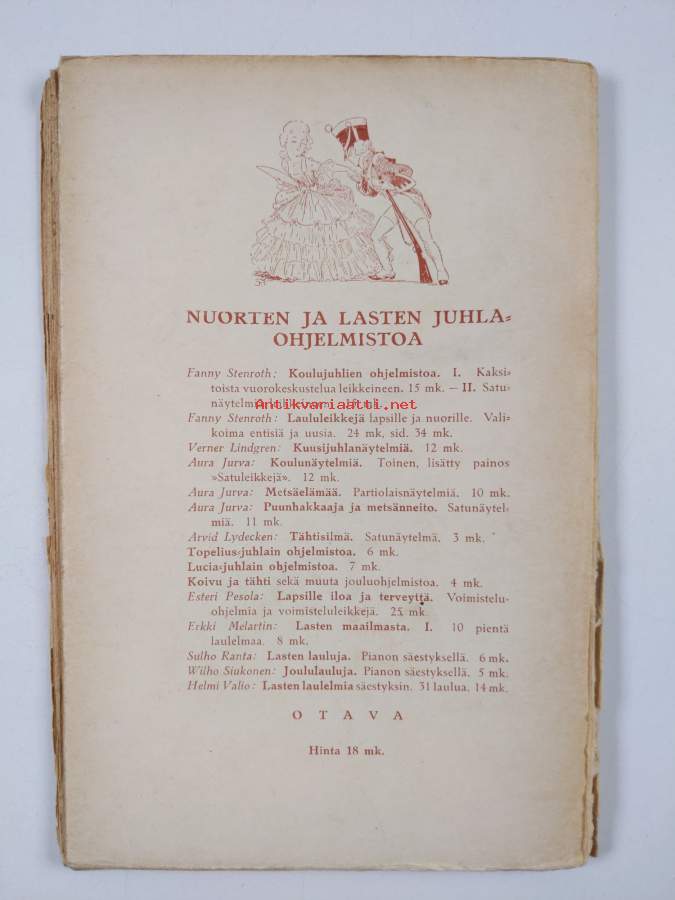 NUORTEN JA LASTEN JUHLA-
OHJELMISTOA
Fanny Stenroth: Koulujuhlien ohjelmistoa. I. Kaksi-
toista vuorokeskustelua leikkeineen. 15 mk. — II. Satu-
näytelmiä mk.
Antikvariaatti.net
Fanny Stenroth: Laululeikkejä lapsille ja nuorille. Vali-
koima entisiä ja uusia. 24 mk, sid. 34 mk.
Verner Lindgren: Kuusijuhlanäytelmiä. 12 mk.
Aura Jurva: Koulunäytelmiä. Toinen, lisätty painos
»Satuleikkejä». 12 mk.
Aura Jurva: Metsäelämää. Partiolaisnäytelmiä. 10 mk.
Aura Jurva: Puunhakkaaja ja metsänneito. Satunäytel-
miä. 11 mk.
Arvid Lydecken: Tähtisilmä. Satunäytelmä. 3 mk.
Topelius-juhlain ohjelmistoa. 6 mk.
Lucia-juhlain ohjelmistoa. 7 mk.
Koivu ja tähti sekä muuta jouluohjelmistoa. 4 mk.
Esteri Pesola: Lapsille iloa ja terveyttä. Voimistelu-
ohjelmia ja voimisteluleikkejä. 25 mk.
Erkki Melartin: Lasten maailmasta. I. 10 pientä
laulelmaa. 8 mk.
Sulho Ranta: Lasten lauluja. Pianon säestyksellä. 6 mk.
Wilho Siukonen: Joululauluja. Pianon säestyksellä. 5 mk.
Helmi Valio: Lasten laulelmia säestyksin. 31 laulua. 14 mk.
OTAVA
Hinta 18 mk.